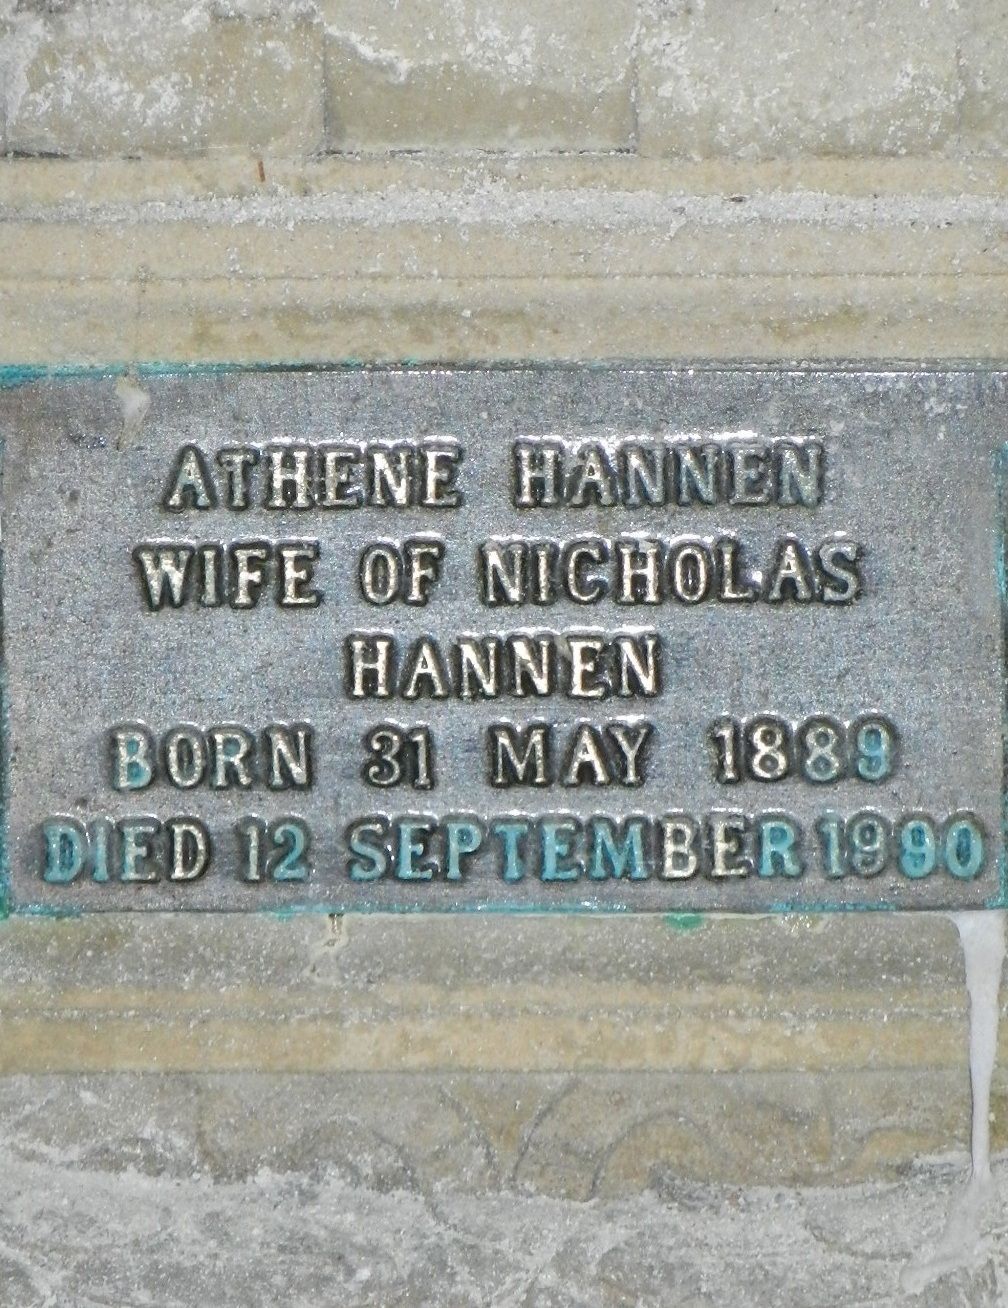 ATHENE HANNEN
WIFE OF NICHOLAS
HANNEN
BORN 31 MAY 1889
DIED 12 SEPTEMBER 1990